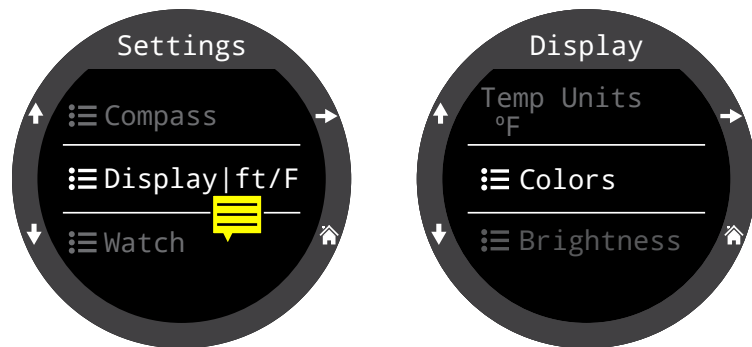 Settings
Compass
Display|ft/F
Watch
Display
Temp Units
ºF
Colors
Brightness